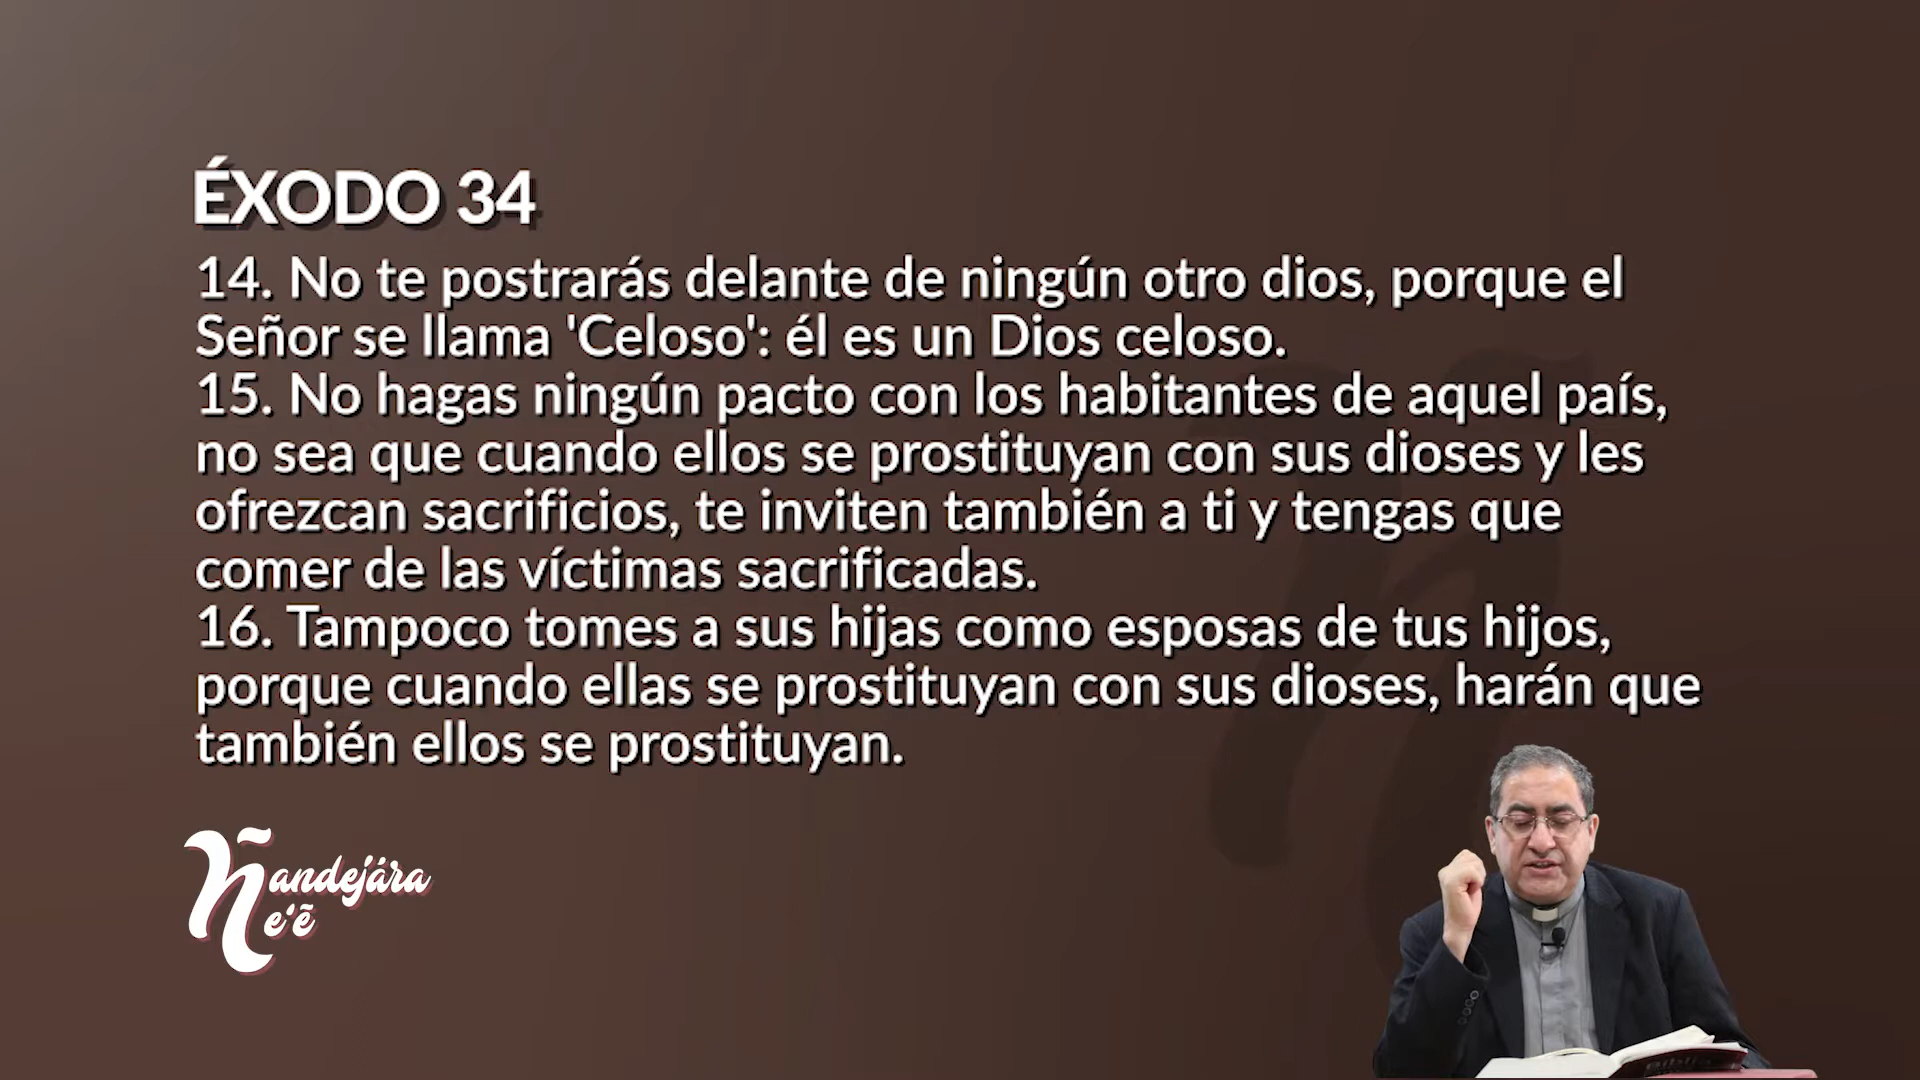 ÉXODO 34
14. No te postrarás delante de ningún otro dios, porque el
Señor se llama 'Celoso': él es un Dios celoso.
15. No hagas ningún pacto con los habitantes de aquel país,
no sea que cuando ellos se prostituyan con sus dioses y les
ofrezcan sacrificios, te inviten también a ti y tengas que
comer de las víctimas sacrificadas.
16. Tampoco tomes a sus hijas como esposas de tus hijos,
porque cuando ellas se prostituyan con sus dioses, harán que
también ellos se prostituyan.
Ñandejára
Ñe'ẽ